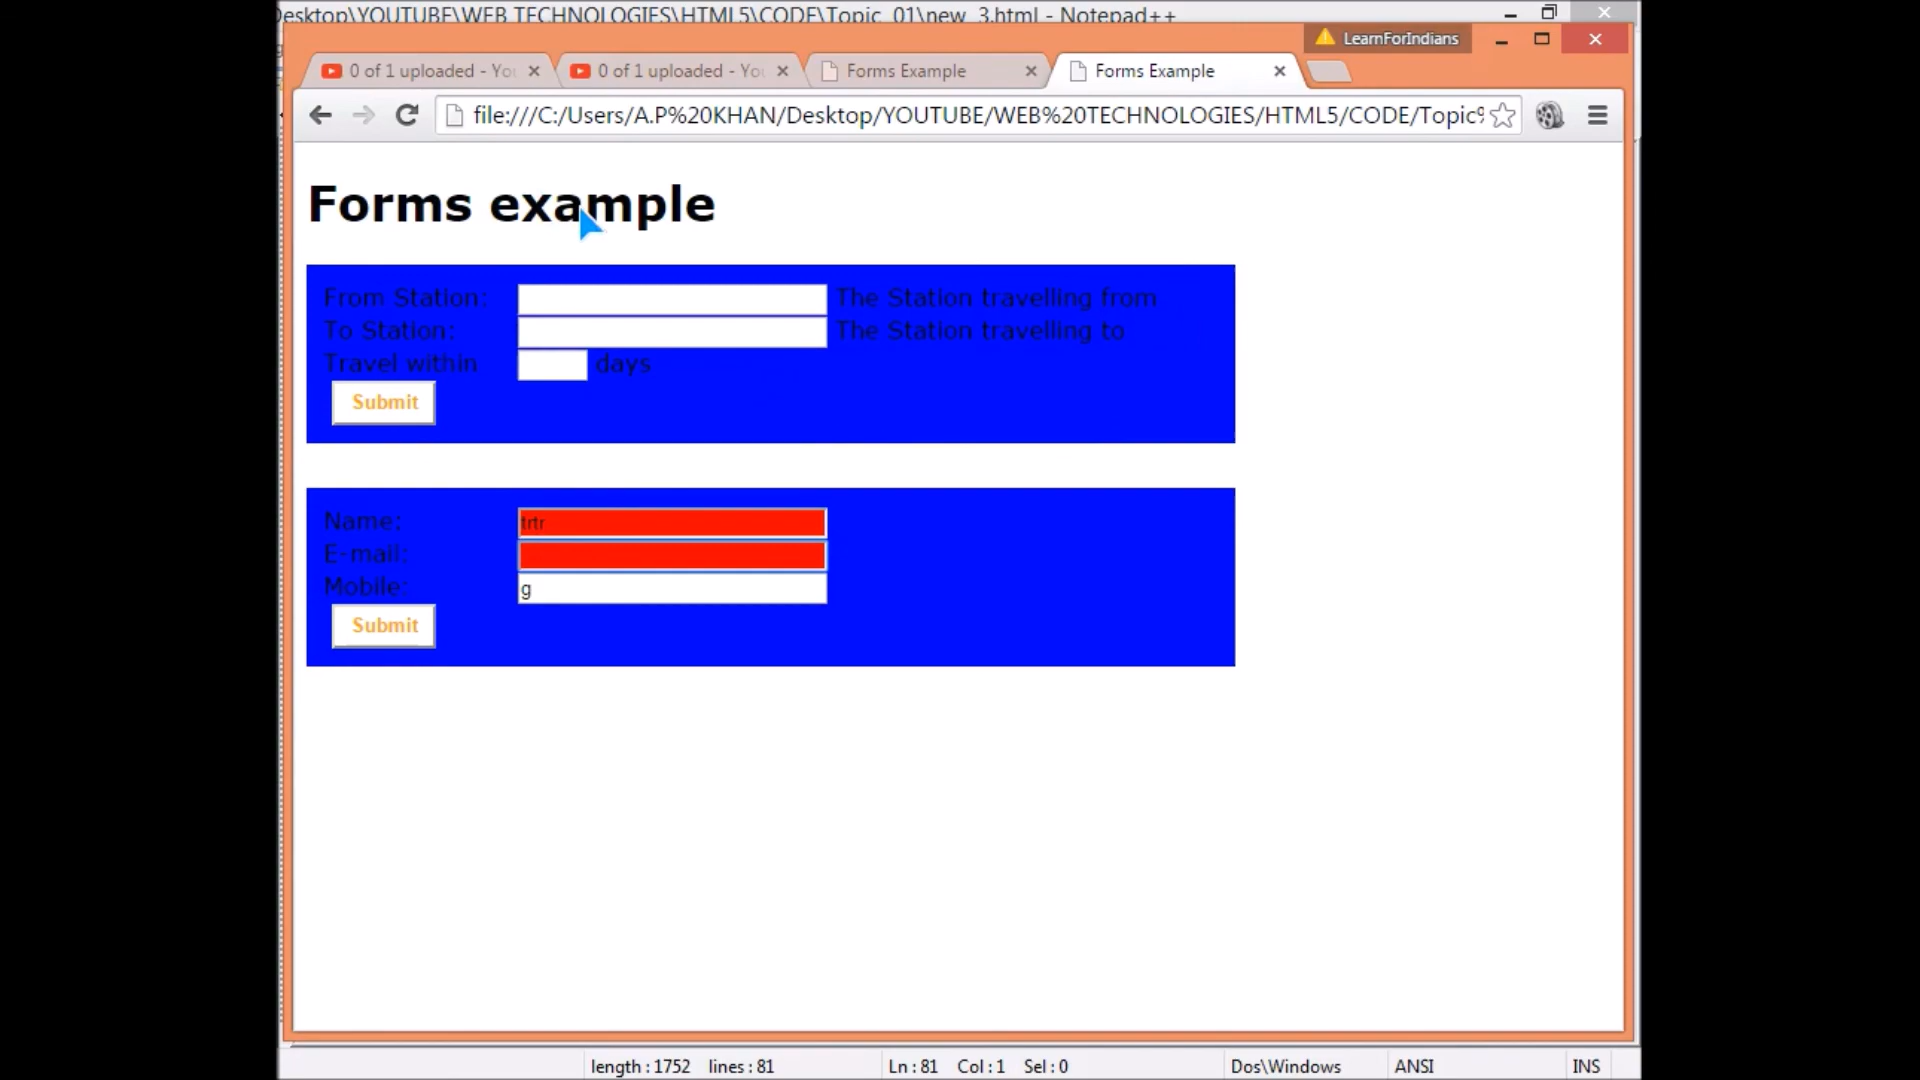 Desktop\YOUTUBE\WEB TECHNOLOGIES\HTML5\CODE\Topic_01\new_3.html - Notepad++
LearnForIndians
0 of 1 uploaded - You
0 of 1 uploaded - You
Forms Example
Forms Example
file:///C:/Users/A.P%20KHAN/Desktop/YOUTUBE/WEB%20TECHNOLOGIES/HTML5/CODE/Topic%
Forms example
From Station: The Station travelling from
To Station: The Station travelling to
Travel within days
Submit
Name: trtr
E-mail:
Mobile: g
Submit
length : 1752 lines : 81 Ln : 81 Col : 1 Sel : 0 Dos\Windows ANSI INS